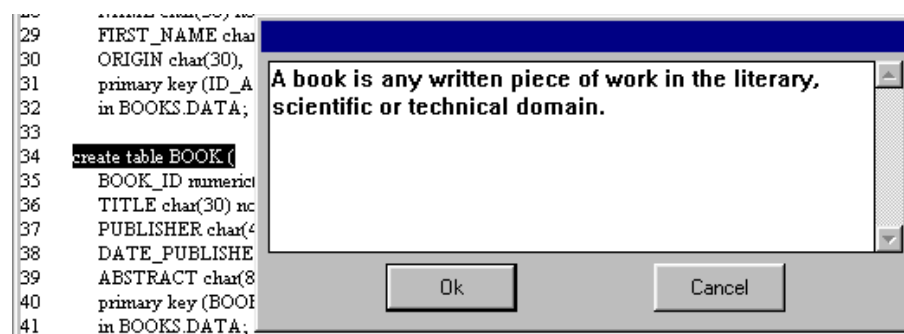 29 FIRST_NAME char
30 ORIGIN char(30),
31 primary key (ID_A
32 in BOOKS.DATA;
33
34 create table BOOK (
35 BOOK_ID numeric(
36 TITLE char(30) no
37 PUBLISHER char(4
38 DATE_PUBLISHE
39 ABSTRACT char(8
40 primary key (BOOK
41 in BOOKS.DATA;
A book is any written piece of work in the literary,
scientific or technical domain.
Ok
Cancel